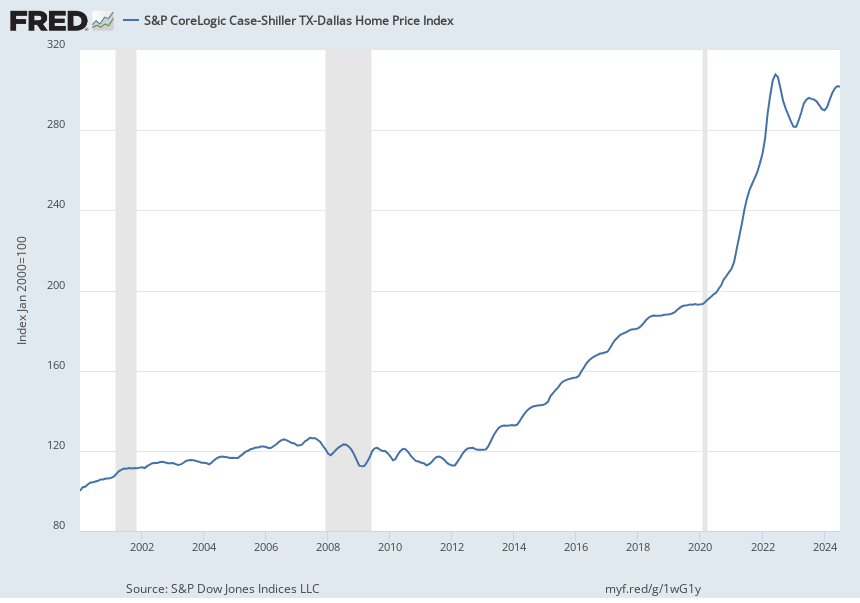 FRED S&P CoreLogic Case-Shiller TX-Dallas Home Price Index
320
280
240
200
160
120
80
Index Jan 2000=100
2002 2004 2006 2008 2010 2012 2014 2016 2018 2020 2022 2024
Source: S&P Dow Jones Indices LLC myf.red/g/1wG1y